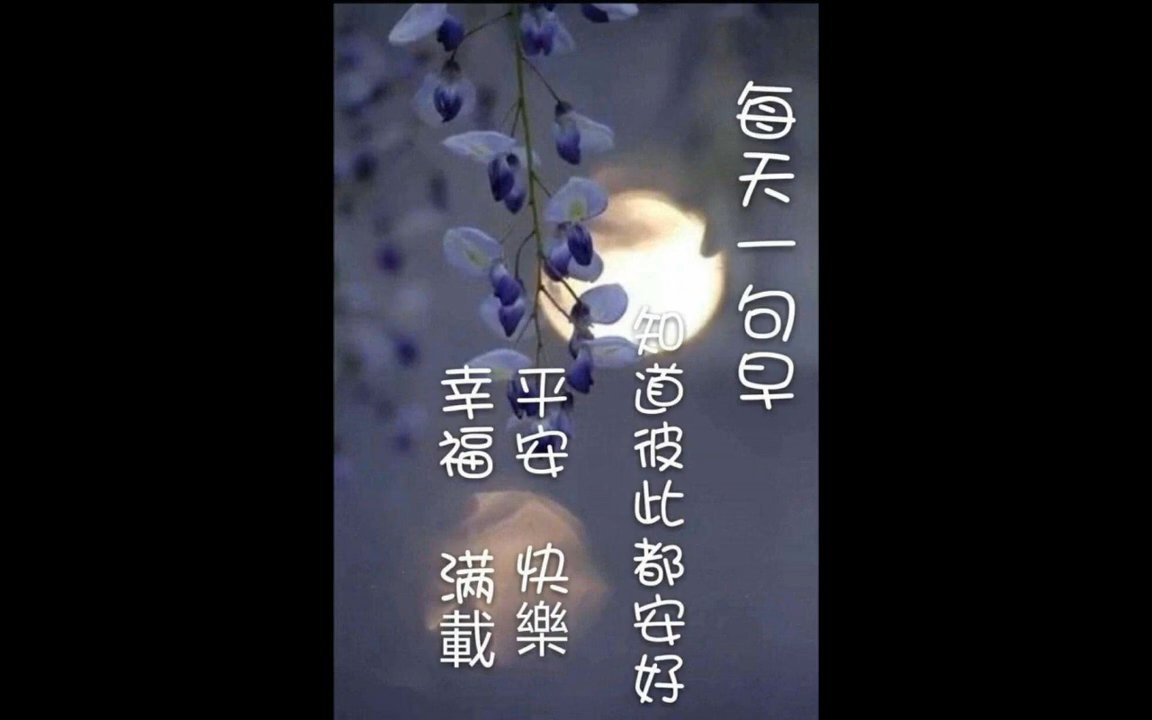 每天一句早
知道彼此都安好
平安 快樂
幸福 滿載